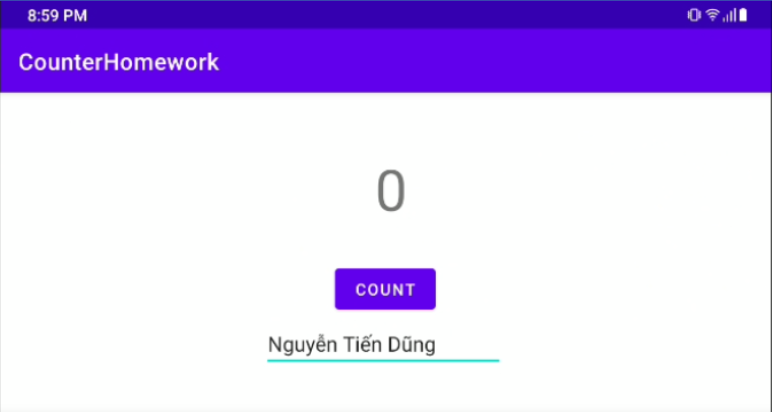 8:59 PM
CounterHomework
0
COUNT
Nguyễn Tiến Dũng